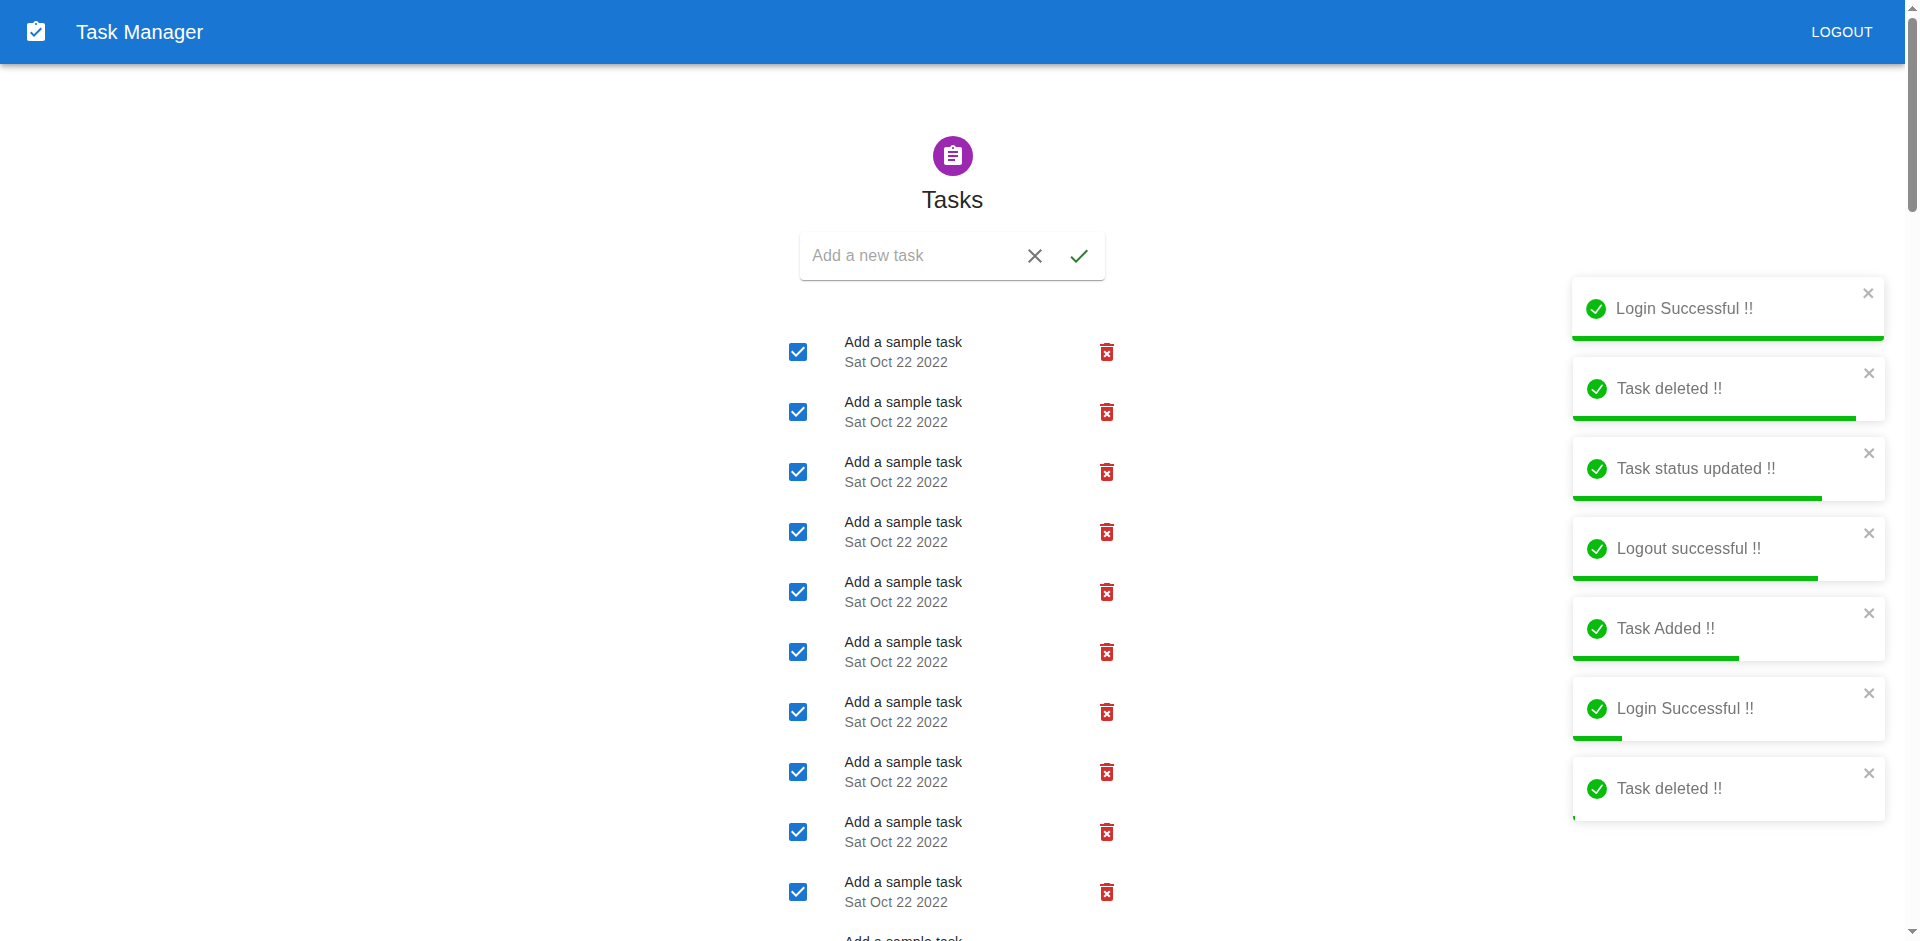 Task Manager
LOGOUT
Tasks
Add a new task
Add a sample task
Sat Oct 22 2022
Add a sample task
Sat Oct 22 2022
Add a sample task
Sat Oct 22 2022
Add a sample task
Sat Oct 22 2022
Add a sample task
Sat Oct 22 2022
Add a sample task
Sat Oct 22 2022
Add a sample task
Sat Oct 22 2022
Add a sample task
Sat Oct 22 2022
Add a sample task
Sat Oct 22 2022
Add a sample task
Sat Oct 22 2022
Add a sample task
Login Successful !!
Task deleted !!
Task status updated !!
Logout successful !!
Task Added !!
Login Successful !!
Task deleted !!